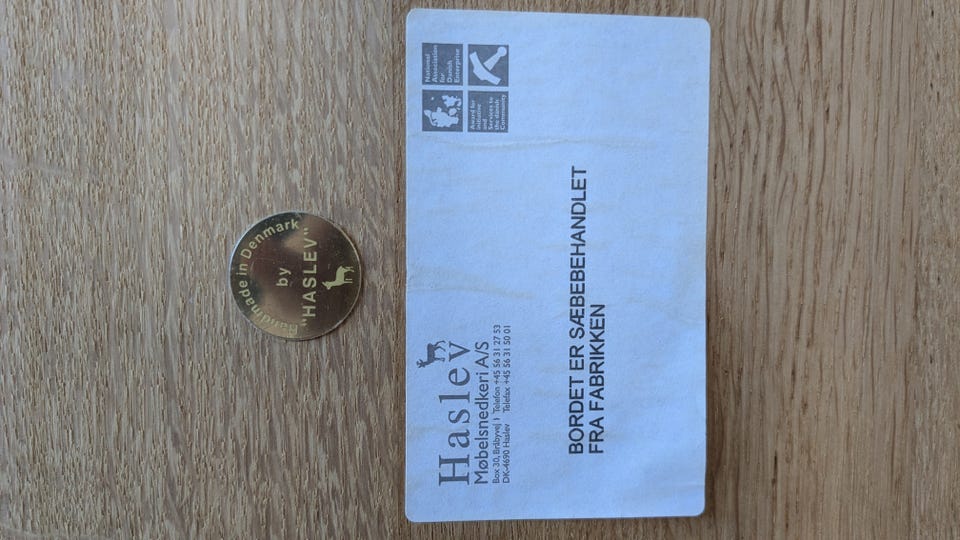 Handmade in Denmark
by
"HASLEV"
Haslev
Møbelsnedkeri A/S
Box 30, Bråbyvej 1 Telefon +45 56 31 27 53
DK-4690 Haslev Telefax +45 56 31 50 01
National
Association
for
Danish
Enterprise
Award for
initiative
and
Services to
the danish
Community
BORDET ER SÆBEBEHANDLET
FRA FABRIKKEN